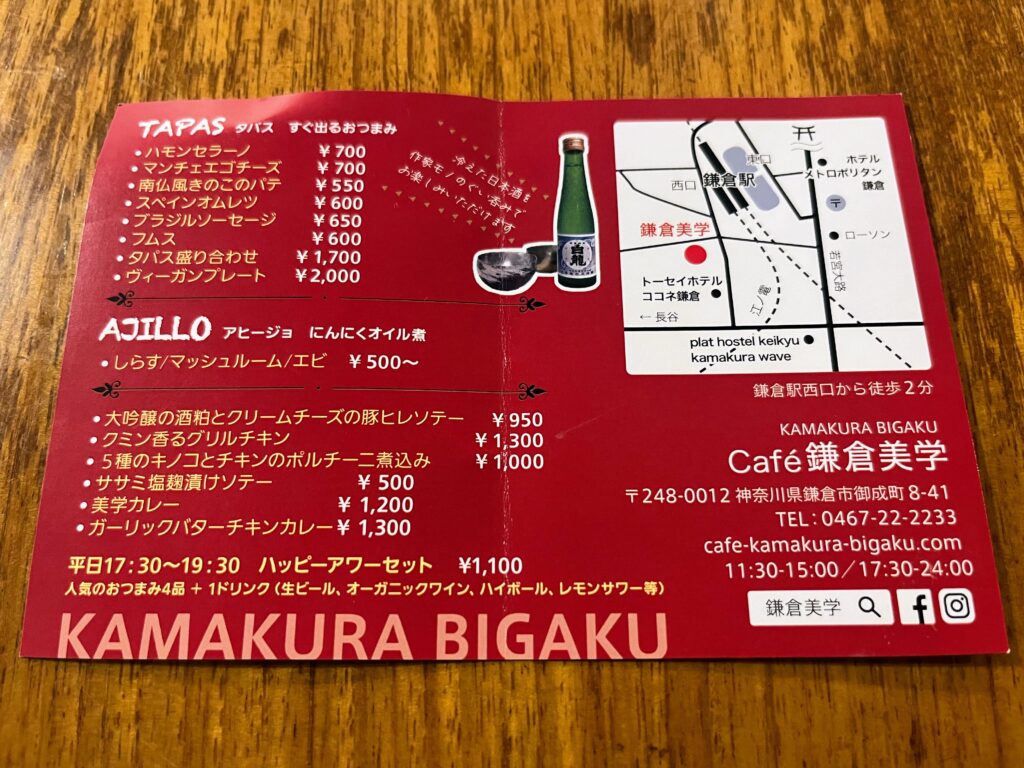 TAPAS タパス すぐ出るおつまみ
・ハモンセラーノ ￥700
・マンチェエゴチーズ ￥700
・南仏風きのこのパテ ￥550
・スペインオムレツ ￥600
・ブラジルソーセージ ￥650
・フムス ￥600
・タパス盛り合わせ ￥1,700
・ヴィーガンプレート ￥2,000
冷えた日本酒を
作家モノのぐい呑みで
お楽しみいただけます
白龍
AJILLO アヒージョ にんにくオイル煮
・しらす/マッシュルーム/エビ ￥500〜
・大吟醸の酒粕とクリームチーズの豚ヒレソテー ￥950
・クミン香るグリルチキン ￥1,300
・５種のキノコとチキンのポルチーニ煮込み ￥1,000
・ササミ塩麹漬けソテー ￥500
・美学カレー ￥1,200
・ガーリックバターチキンカレー ￥1,300
平日17：30〜19：30 ハッピーアワーセット ¥1,100
人気のおつまみ4品 + 1ドリンク（生ビール、オーガニックワイン、ハイボール、レモンサワー等）
KAMAKURA BIGAKU
東口
西口
鎌倉駅
ホテル
メトロポリタン
鎌倉
〒
鎌倉美学
ローソン
若宮大路
トーセイホテル
ココネ鎌倉
江ノ電
← 長谷
plat hostel keikyu
kamakura wave
鎌倉駅西口から徒歩２分
KAMAKURA BIGAKU
Café 鎌倉美学
〒248-0012 神奈川県鎌倉市御成町 8-41
TEL：0467-22-2233
cafe-kamakura-bigaku.com
11:30-15:00／17:30-24:00
鎌倉美学